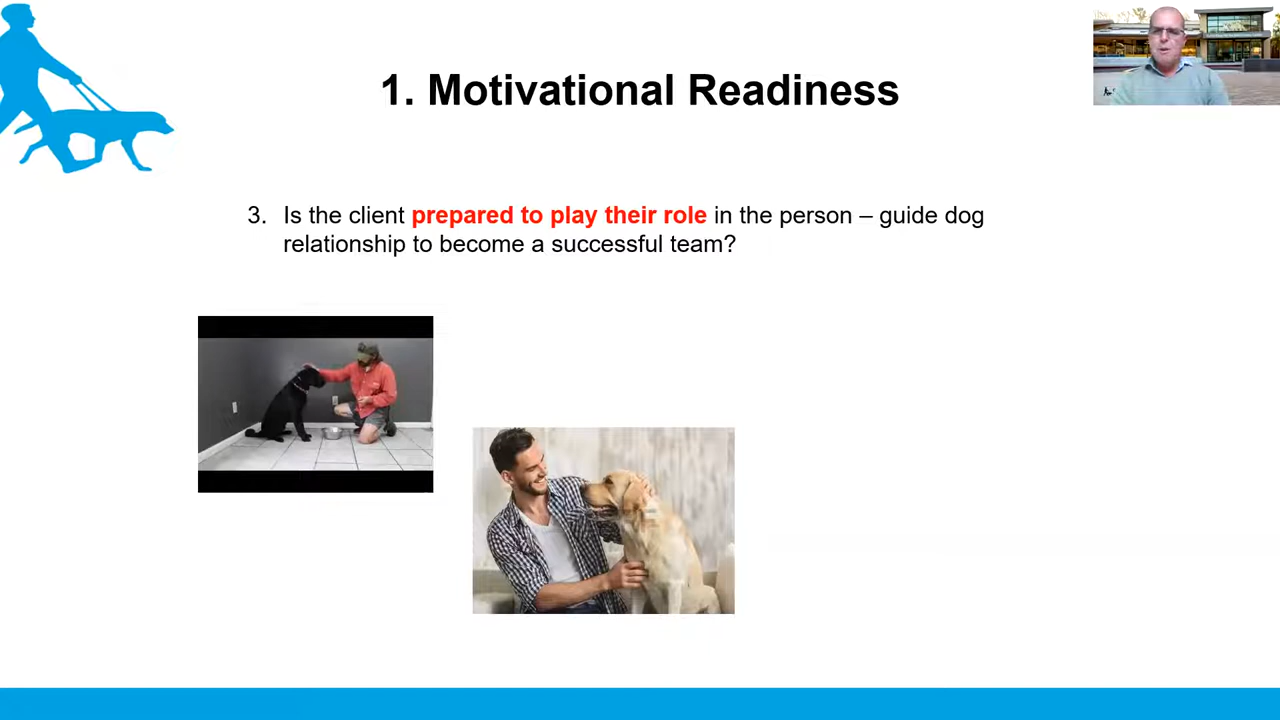 1. Motivational Readiness
3. Is the client prepared to play their role in the person – guide dog
relationship to become a successful team?